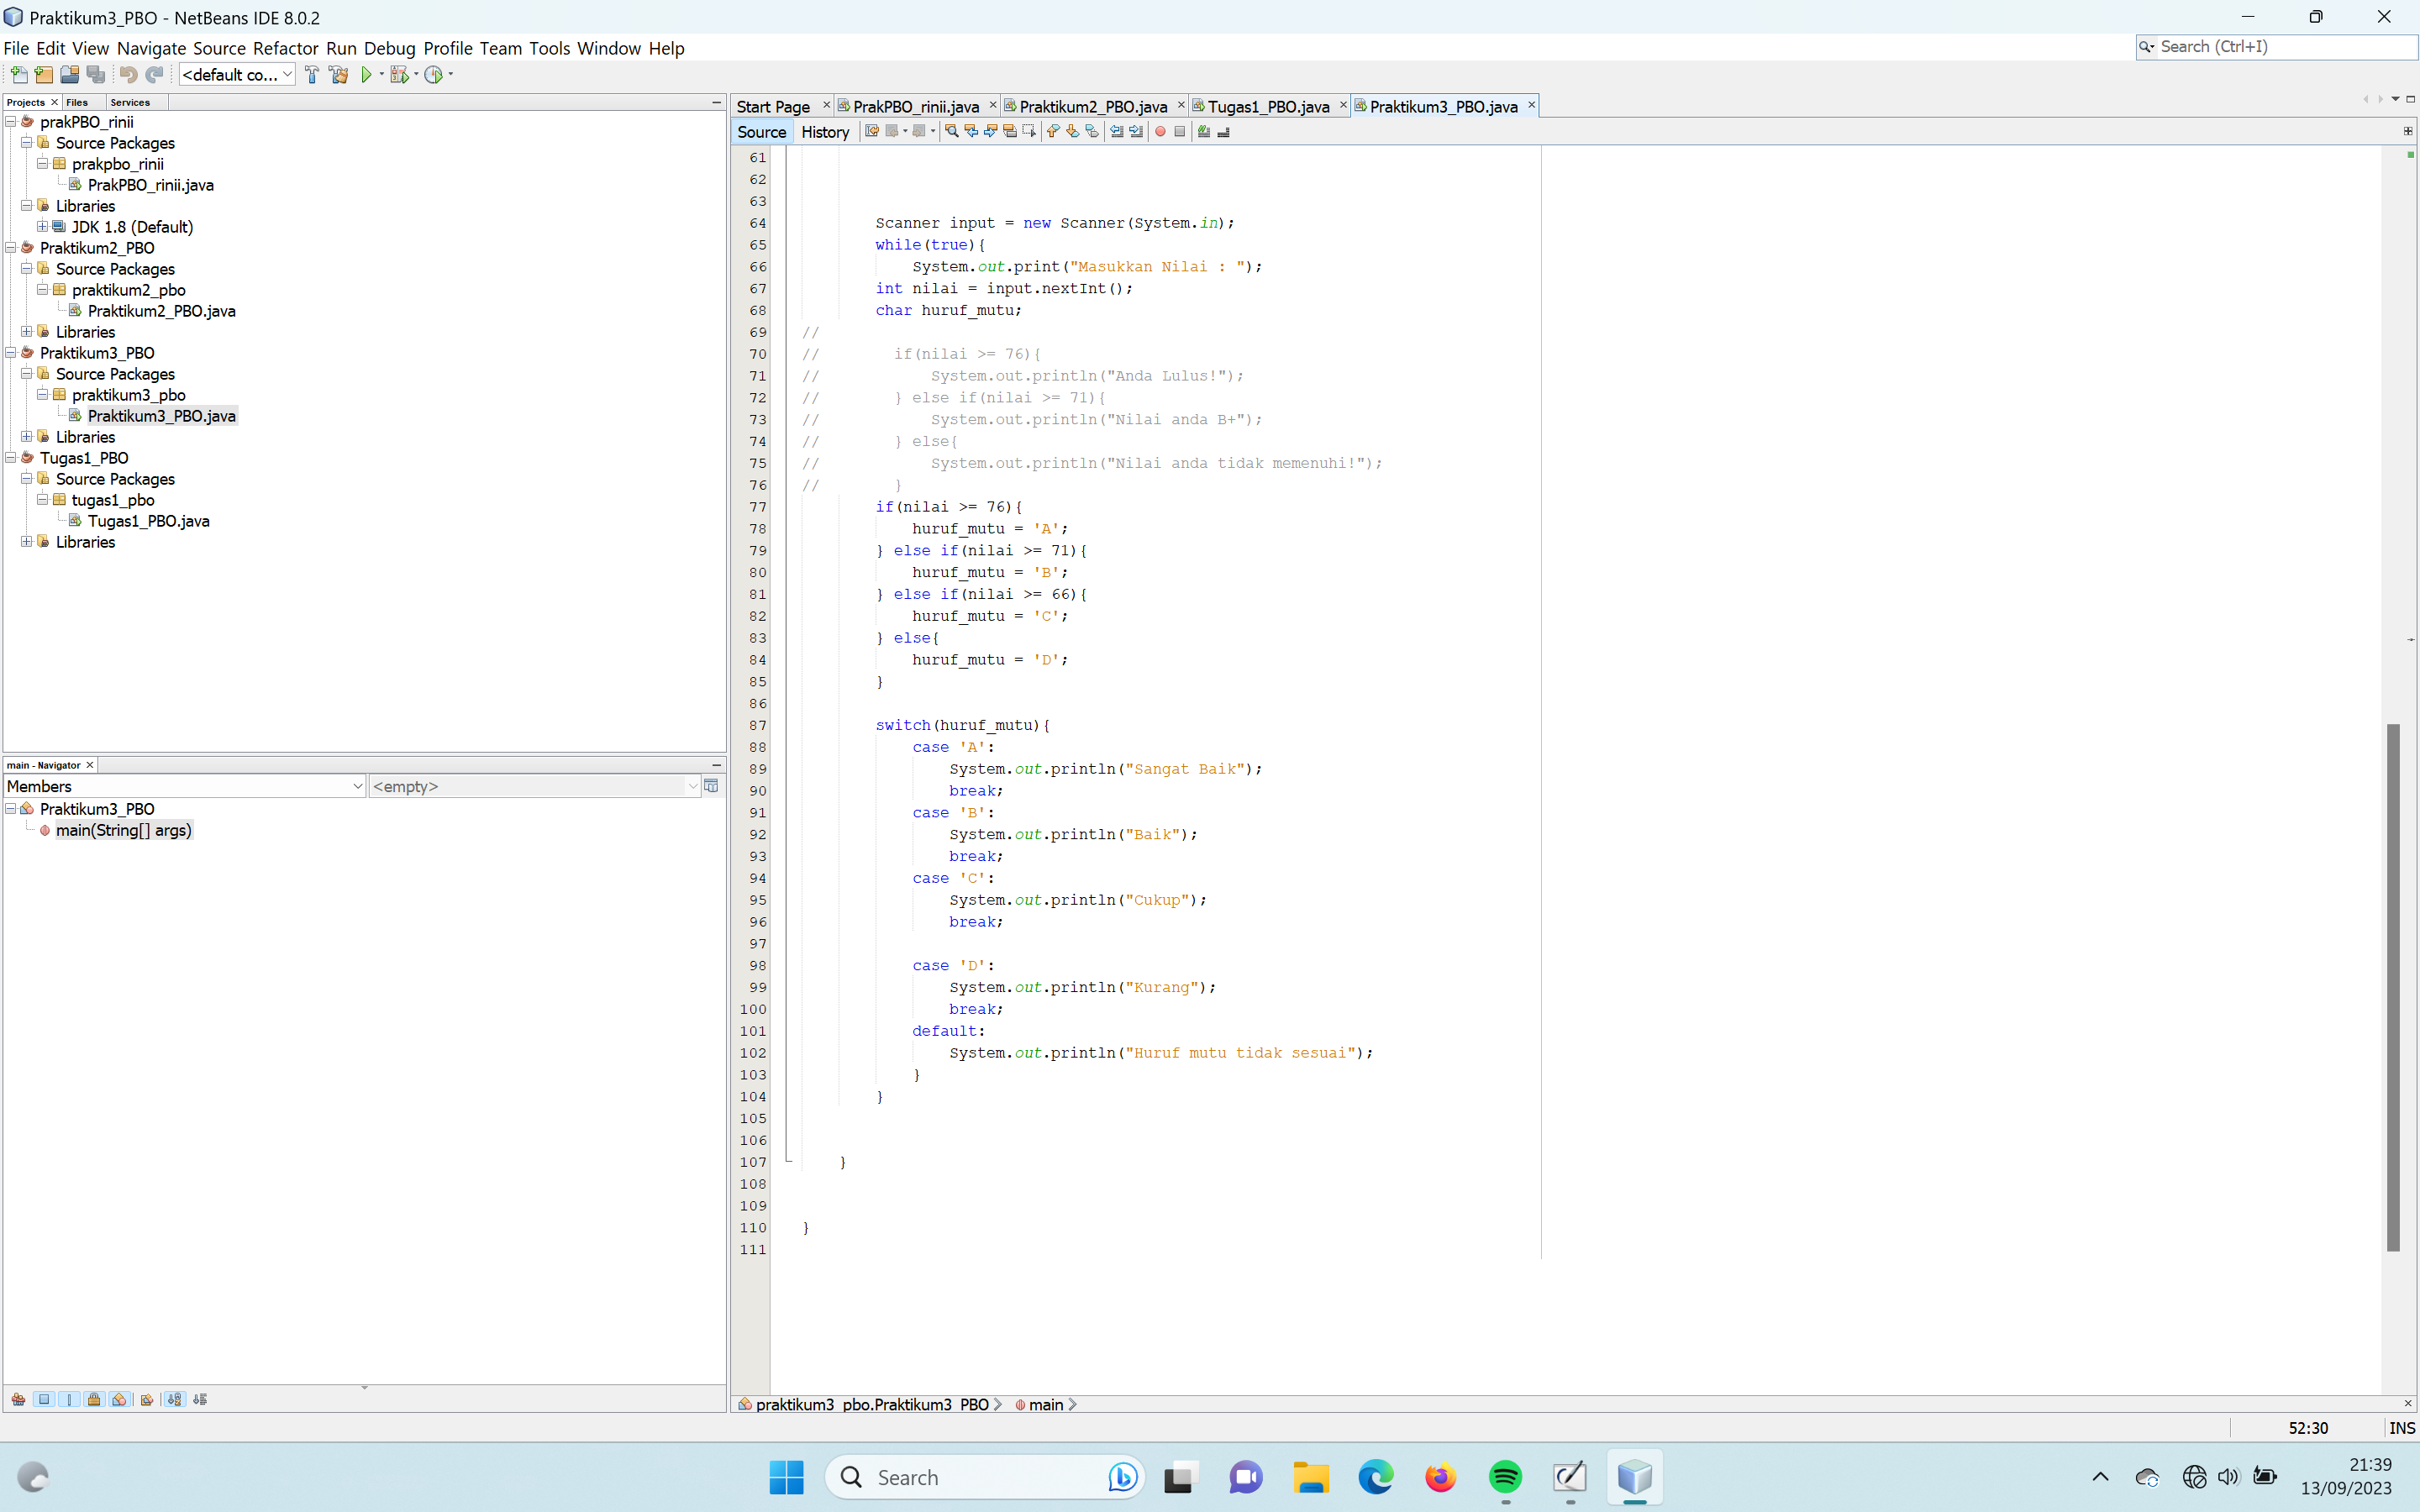 Praktikum3_PBO - NetBeans IDE 8.0.2
File Edit View Navigate Source Refactor Run Debug Profile Team Tools Window Help
Search (Ctrl+I)
<default co...
Projects Files Services
prakPBO_rinii
Source Packages
prakpbo_rinii
PrakPBO_rinii.java
Libraries
JDK 1.8 (Default)
Praktikum2_PBO
Source Packages
praktikum2_pbo
Praktikum2_PBO.java
Libraries
Praktikum3_PBO
Source Packages
praktikum3_pbo
Praktikum3_PBO.java
Libraries
Tugas1_PBO
Source Packages
tugas1_pbo
Tugas1_PBO.java
Libraries
main - Navigator
Members
<empty>
Praktikum3_PBO
main(String[] args)
Start Page PrakPBO_rinii.java Praktikum2_PBO.java Tugas1_PBO.java Praktikum3_PBO.java
Source History
61
62
63
64 Scanner input = new Scanner(System.in);
65 while(true){
66 System.out.print("Masukkan Nilai : ");
67 int nilai = input.nextInt();
68 char huruf_mutu;
69 //
70 // if(nilai >= 76){
71 // System.out.println("Anda Lulus!");
72 // } else if(nilai >= 71){
73 // System.out.println("Nilai anda B+");
74 // } else{
75 // System.out.println("Nilai anda tidak memenuhi!");
76 // }
77 if(nilai >= 76){
78 huruf_mutu = 'A';
79 } else if(nilai >= 71){
80 huruf_mutu = 'B';
81 } else if(nilai >= 66){
82 huruf_mutu = 'C';
83 } else{
84 huruf_mutu = 'D';
85 }
86
87 switch(huruf_mutu){
88 case 'A':
89 System.out.println("Sangat Baik");
90 break;
91 case 'B':
92 System.out.println("Baik");
93 break;
94 case 'C':
95 System.out.println("Cukup");
96 break;
97
98 case 'D':
99 System.out.println("Kurang");
100 break;
101 default:
102 System.out.println("Huruf mutu tidak sesuai");
103 }
104 }
105
106
107 }
108
109
110 }
111
praktikum3_pbo.Praktikum3_PBO main
52:30 INS
Search
21:39
13/09/2023